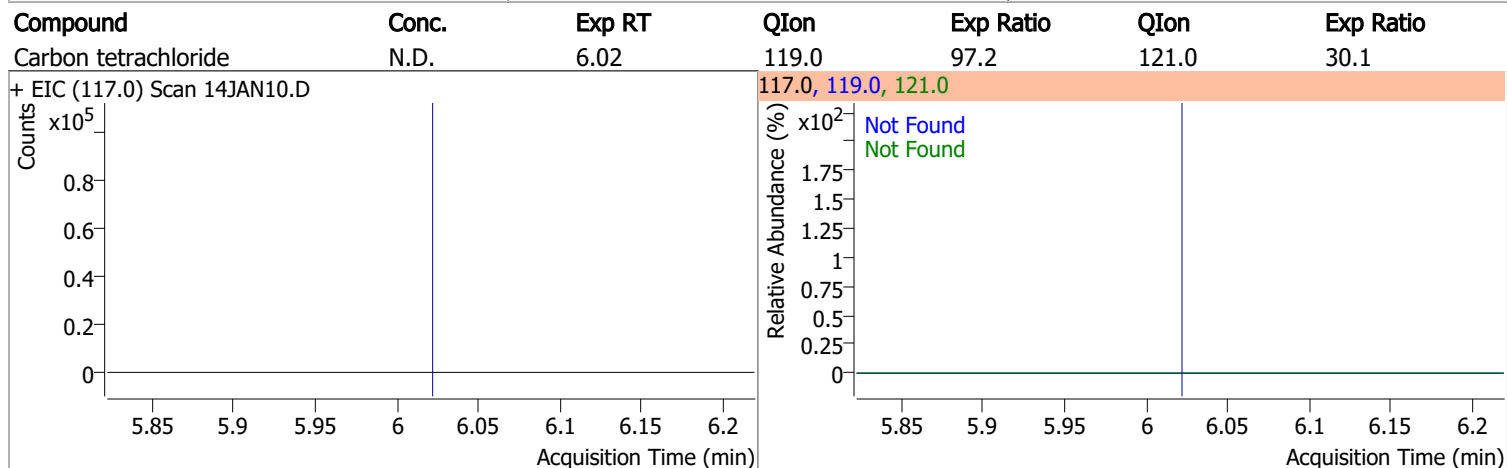 Compound Conc. Exp RT QIon Exp Ratio QIon Exp Ratio
Carbon tetrachloride N.D. 6.02 119.0 97.2 121.0 30.1
+ EIC (117.0) Scan 14JAN10.D
Counts
x10⁵
0.8
0.6
0.4
0.2
0
5.85 5.9 5.95 6 6.05 6.1 6.15 6.2
Acquisition Time (min)
117.0, 119.0, 121.0
Relative Abundance (%)
x10²
Not Found
Not Found
1.75
1.5
1.25
1
0.75
0.5
0.25
0
5.85 5.9 5.95 6 6.05 6.1 6.15 6.2
Acquisition Time (min)